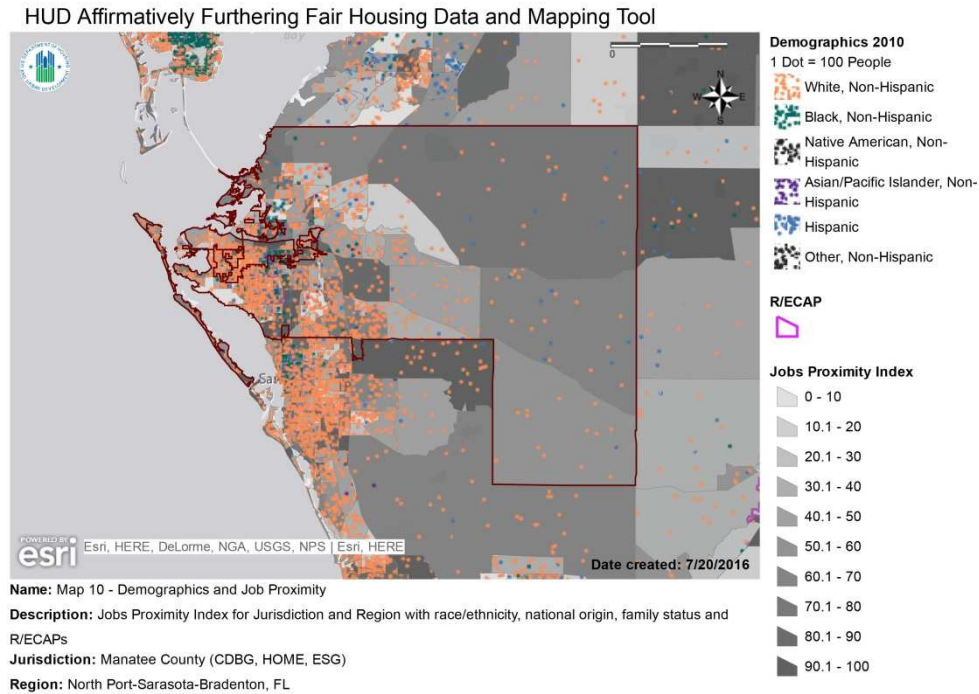 HUD Affirmatively Furthering Fair Housing Data and Mapping Tool
Bay
0
N
W E
S
Sar
Demographics 2010
1 Dot = 100 People
White, Non-Hispanic
Black, Non-Hispanic
Native American, Non-
Hispanic
Asian/Pacific Islander, Non-
Hispanic
Hispanic
Other, Non-Hispanic
R/ECAP
Jobs Proximity Index
0 - 10
10.1 - 20
20.1 - 30
30.1 - 40
40.1 - 50
50.1 - 60
60.1 - 70
70.1 - 80
80.1 - 90
90.1 - 100
POWERED BY
esri
Esri, HERE, DeLorme, NGA, USGS, NPS | Esri, HERE
Date created: 7/20/2016
Name: Map 10 - Demographics and Job Proximity
Description: Jobs Proximity Index for Jurisdiction and Region with race/ethnicity, national origin, family status and
R/ECAPs
Jurisdiction: Manatee County (CDBG, HOME, ESG)
Region: North Port-Sarasota-Bradenton, FL